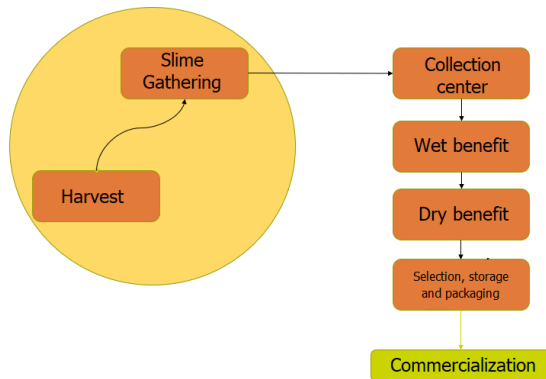 Slime
Gathering
Harvest
Collection
center
Wet benefit
Dry benefit
Selection, storage
and packaging
Commercialization